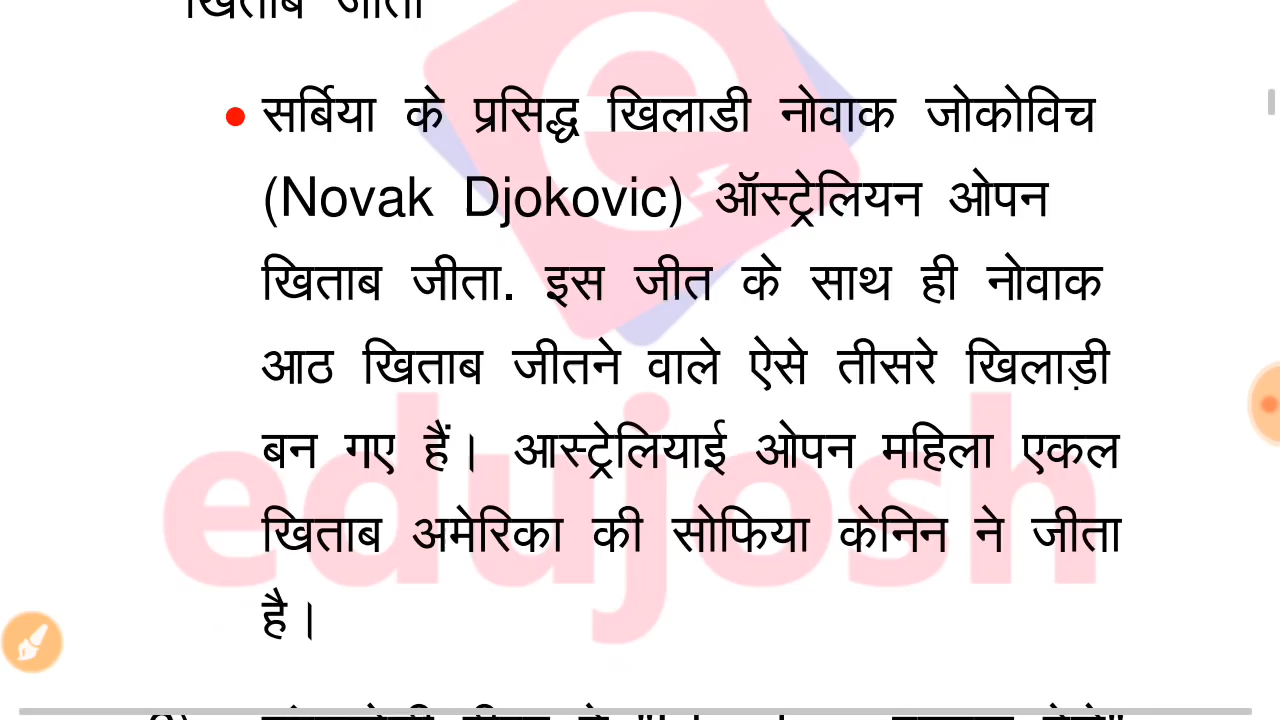 खिताब जीता
सर्बिया के प्रसिद्ध खिलाडी नोवाक जोकोविच
(Novak Djokovic) ऑस्ट्रेलियन ओपन
खिताब जीता. इस जीत के साथ ही नोवाक
आठ खिताब जीतने वाले ऐसे तीसरे खिलाड़ी
बन गए हैं। आस्ट्रेलियाई ओपन महिला एकल
खिताब अमेरिका की सोफिया केनिन ने जीता
है।
edujosh